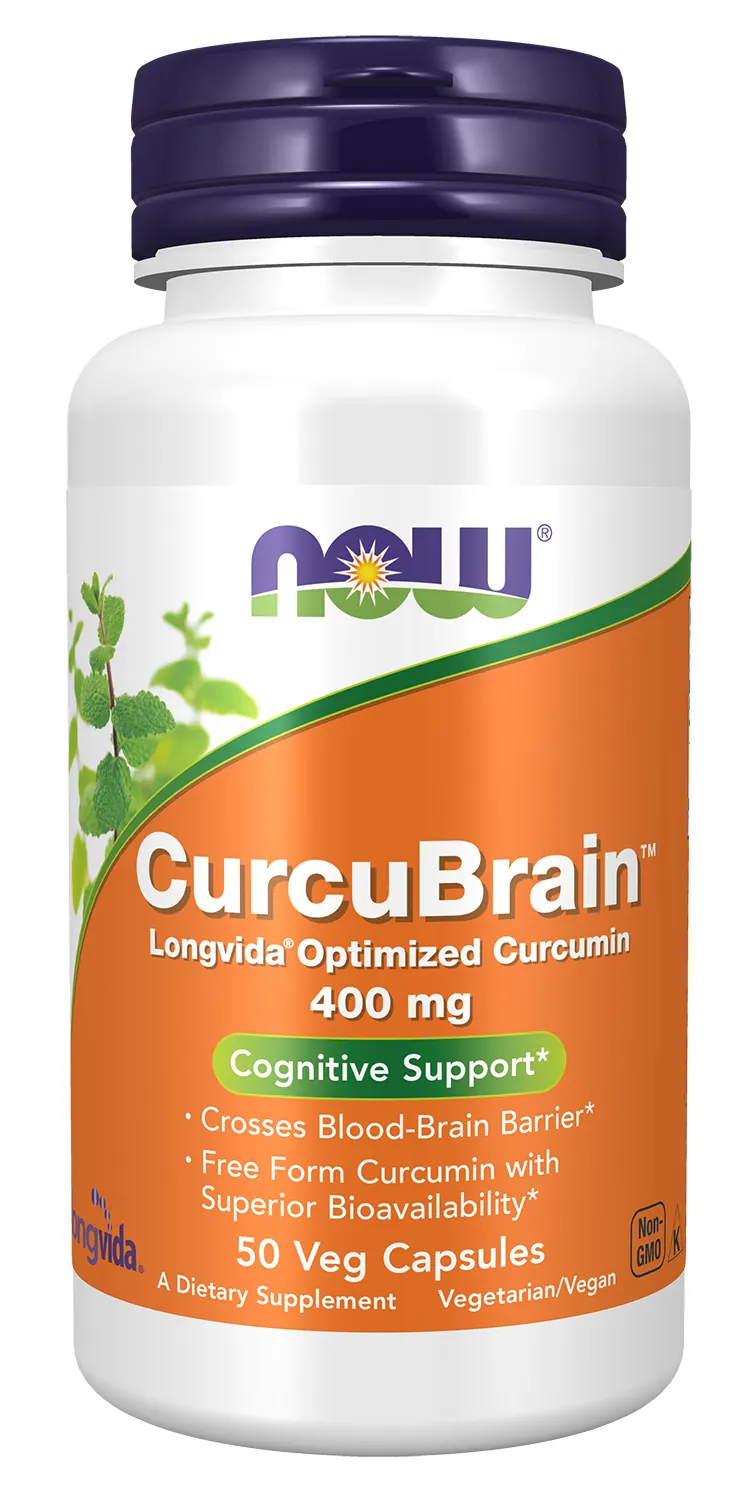 now®
CurcuBrain™
Longvida® Optimized Curcumin
400 mg
Cognitive Support*
• Crosses Blood-Brain Barrier*
• Free Form Curcumin with
Superior Bioavailability*
ongvida®
Non-
GMO
K
50 Veg Capsules
A Dietary Supplement
Vegetarian/Vegan